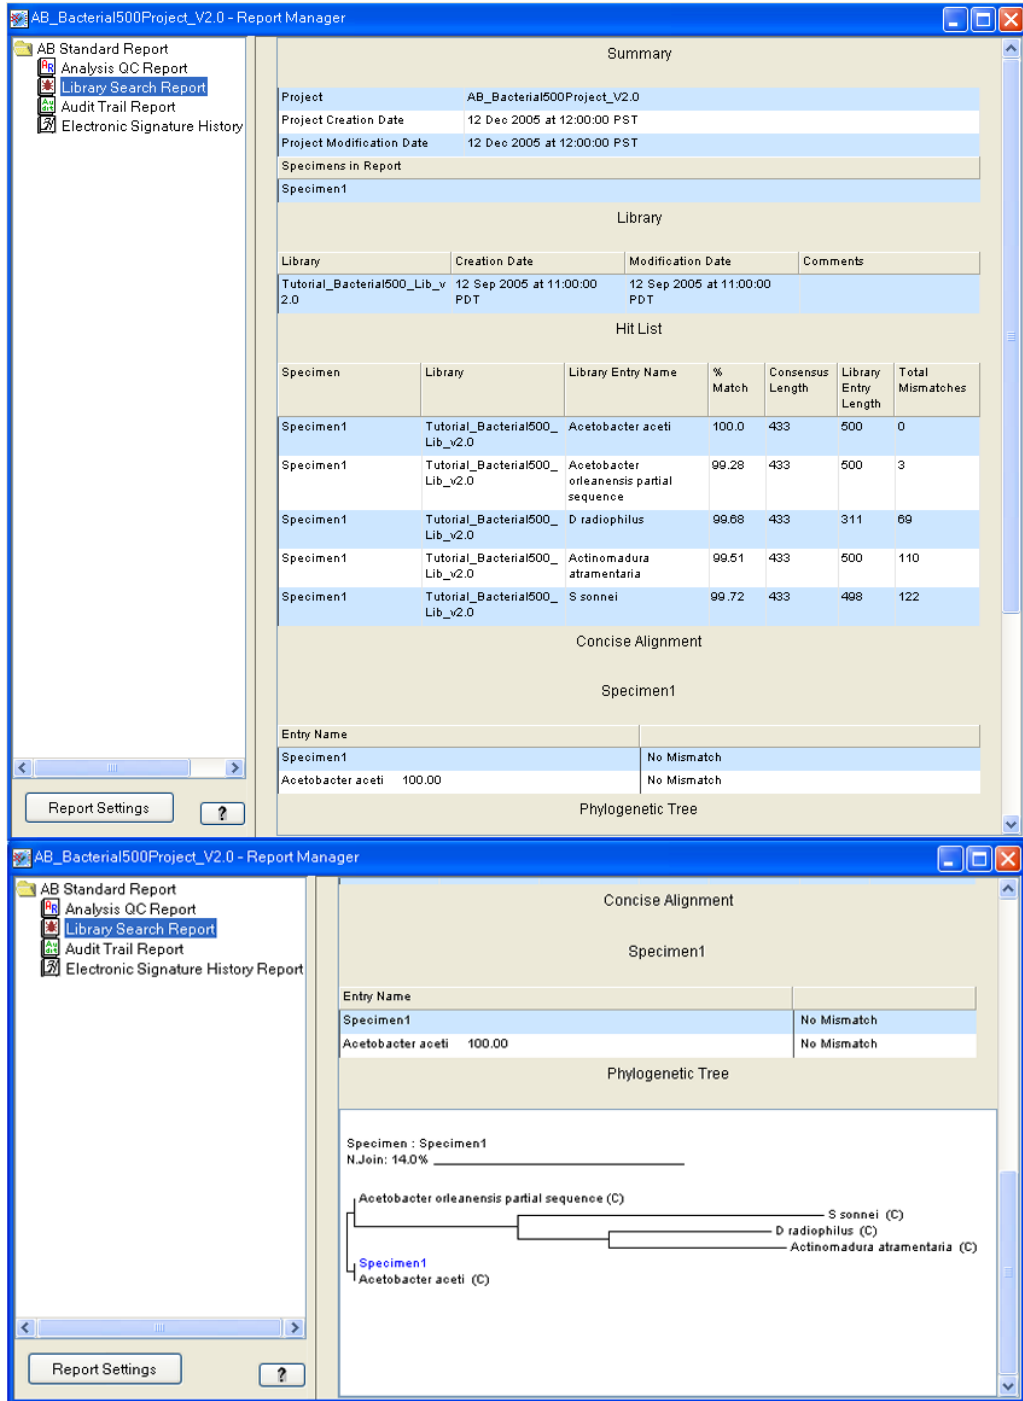 AB_Bacterial500Project_V2.0 - Report Manager
AB Standard Report
Analysis QC Report
Library Search Report
Audit Trail Report
Electronic Signature History
Report Settings
?
Summary
Project AB_Bacterial500Project_V2.0
Project Creation Date 12 Dec 2005 at 12:00:00 PST
Project Modification Date 12 Dec 2005 at 12:00:00 PST
Specimens in Report
Specimen1
Library
Library Creation Date Modification Date Comments
Tutorial_Bacterial500_Lib_v 12 Sep 2005 at 11:00:00 12 Sep 2005 at 11:00:00
2.0 PDT PDT
Hit List
Specimen Library Library Entry Name % Consensus Library Total
Match Length Entry Mismatches
Length
Specimen1 Tutorial_Bacterial500_ Acetobacter aceti 100.0 433 500 0
Lib_v2.0
Specimen1 Tutorial_Bacterial500_ Acetobacter 99.28 433 500 3
Lib_v2.0 orleanensis partial
sequence
Specimen1 Tutorial_Bacterial500_ D radiophilus 99.68 433 311 69
Lib_v2.0
Specimen1 Tutorial_Bacterial500_ Actinomadura 99.51 433 500 110
Lib_v2.0 atramentaria
Specimen1 Tutorial_Bacterial500_ S sonnei 99.72 433 498 122
Lib_v2.0
Concise Alignment
Specimen1
Entry Name
Specimen1 No Mismatch
Acetobacter aceti 100.00 No Mismatch
Phylogenetic Tree
AB_Bacterial500Project_V2.0 - Report Manager
AB Standard Report
Analysis QC Report
Library Search Report
Audit Trail Report
Electronic Signature History Report
Report Settings
?
Concise Alignment
Specimen1
Entry Name
Specimen1 No Mismatch
Acetobacter aceti 100.00 No Mismatch
Phylogenetic Tree
Specimen : Specimen1
N.Join: 14.0%
Acetobacter orleanensis partial sequence (C)
S sonnei (C)
D radiophilus (C)
Actinomadura atramentaria (C)
Specimen1
Acetobacter aceti (C)